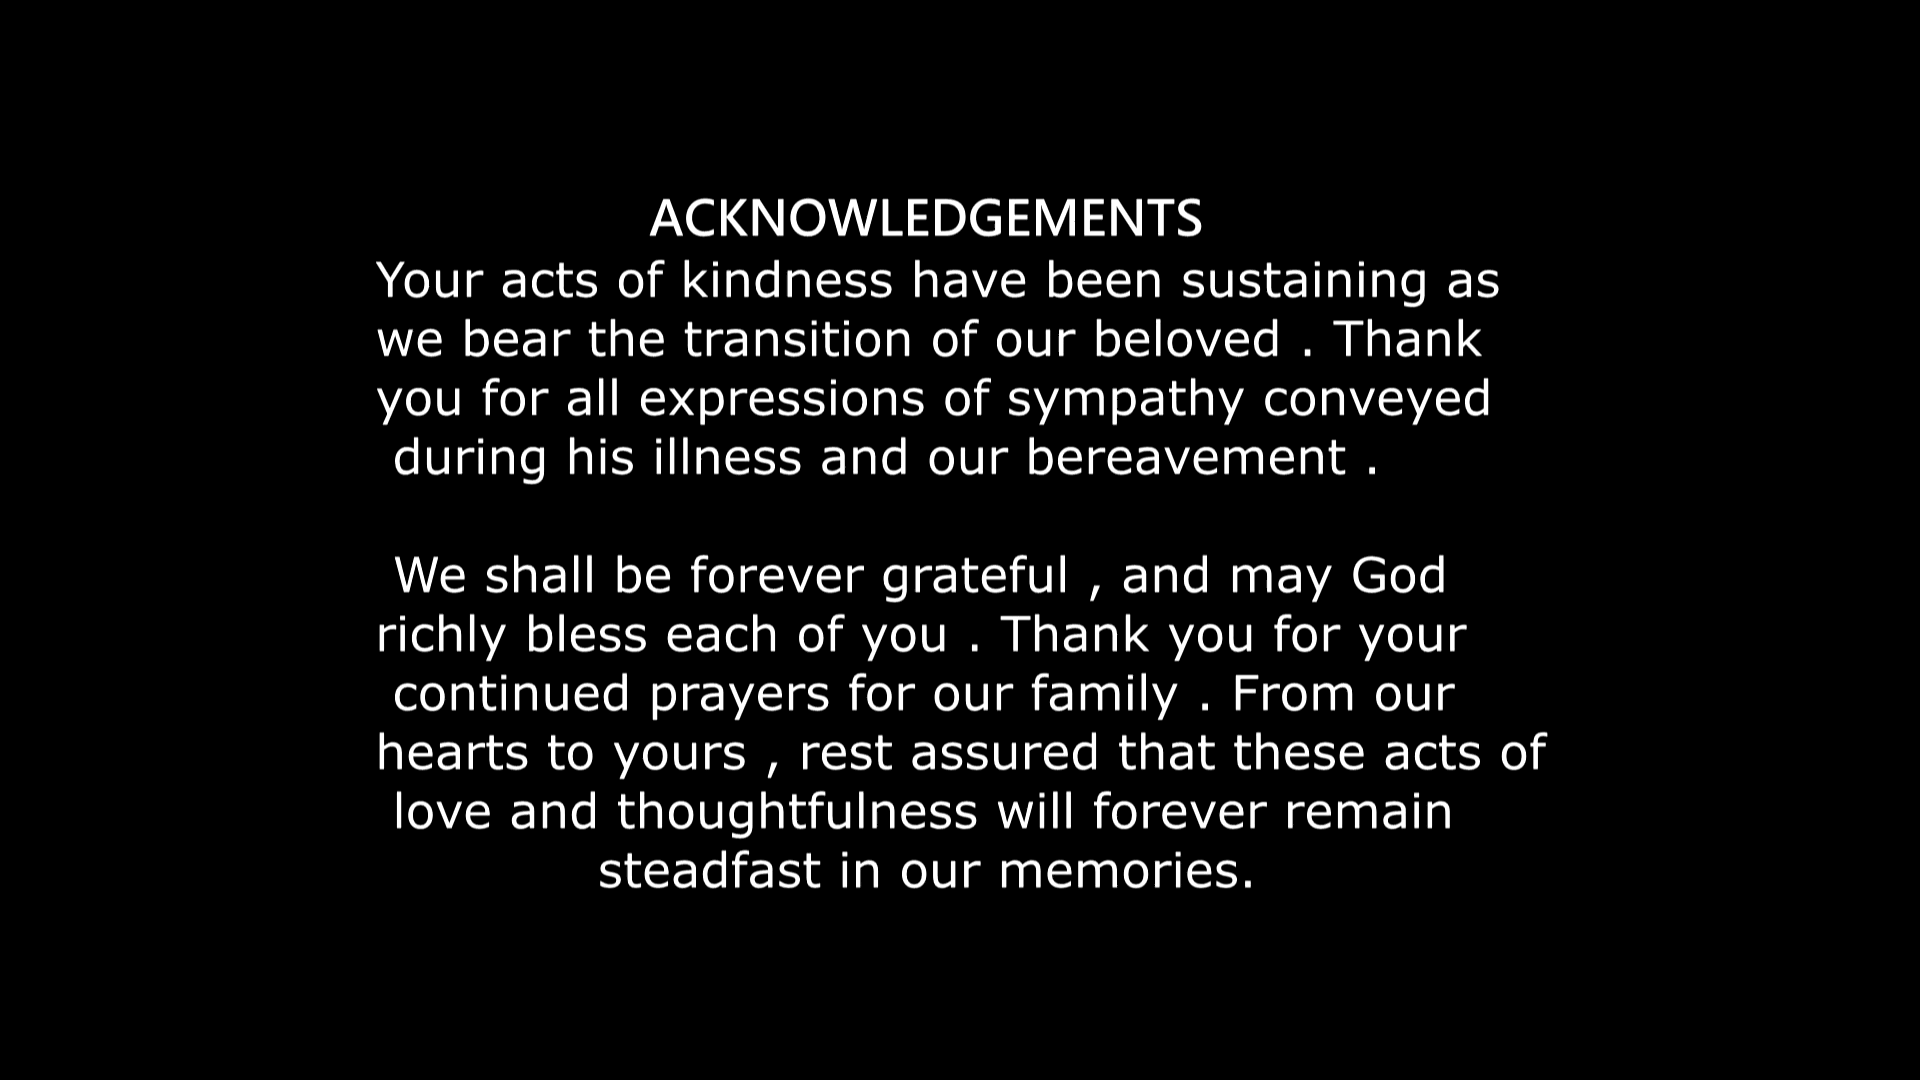 ACKNOWLEDGEMENTS
Your acts of kindness have been sustaining as
we bear the transition of our beloved . Thank
you for all expressions of sympathy conveyed
during his illness and our bereavement .
We shall be forever grateful , and may God
richly bless each of you . Thank you for your
continued prayers for our family . From our
hearts to yours , rest assured that these acts of
love and thoughtfulness will forever remain
steadfast in our memories.